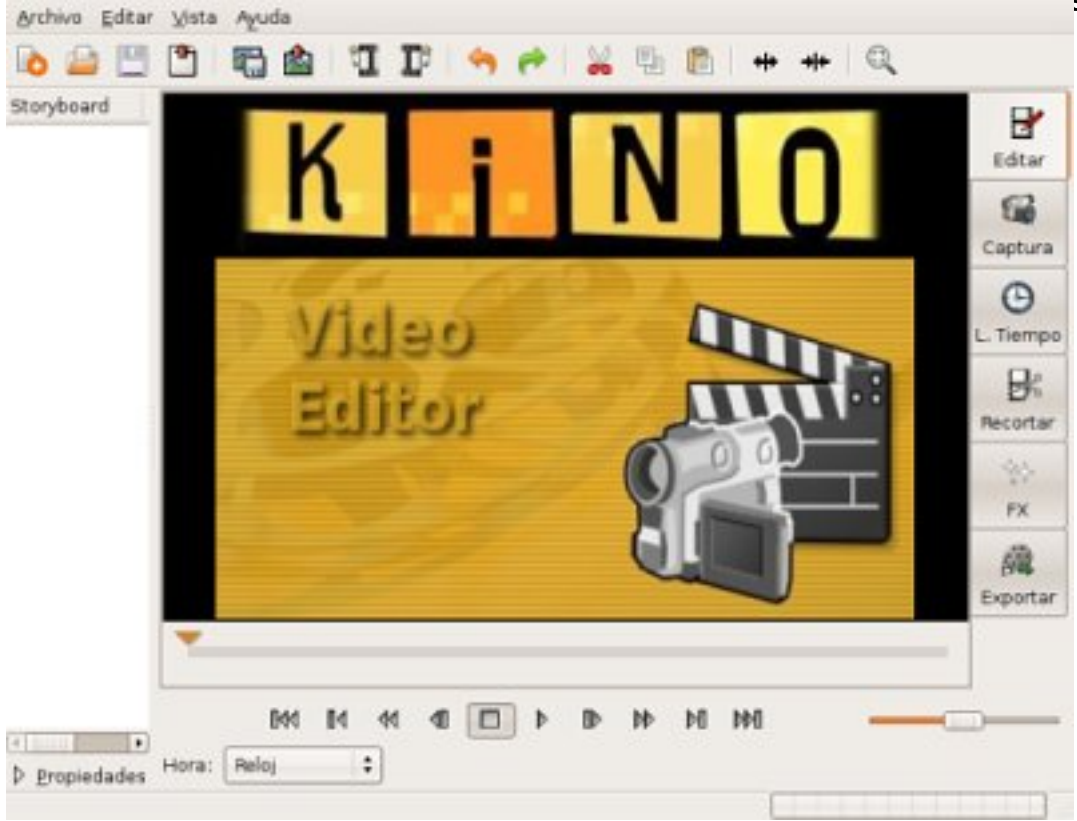 Archivo Editar Vista Ayuda
Storyboard
KiNO
Video
Editor
Editar
Captura
L. Tiempo
Recortar
FX
Exportar
Hora: Reloj
Propiedades